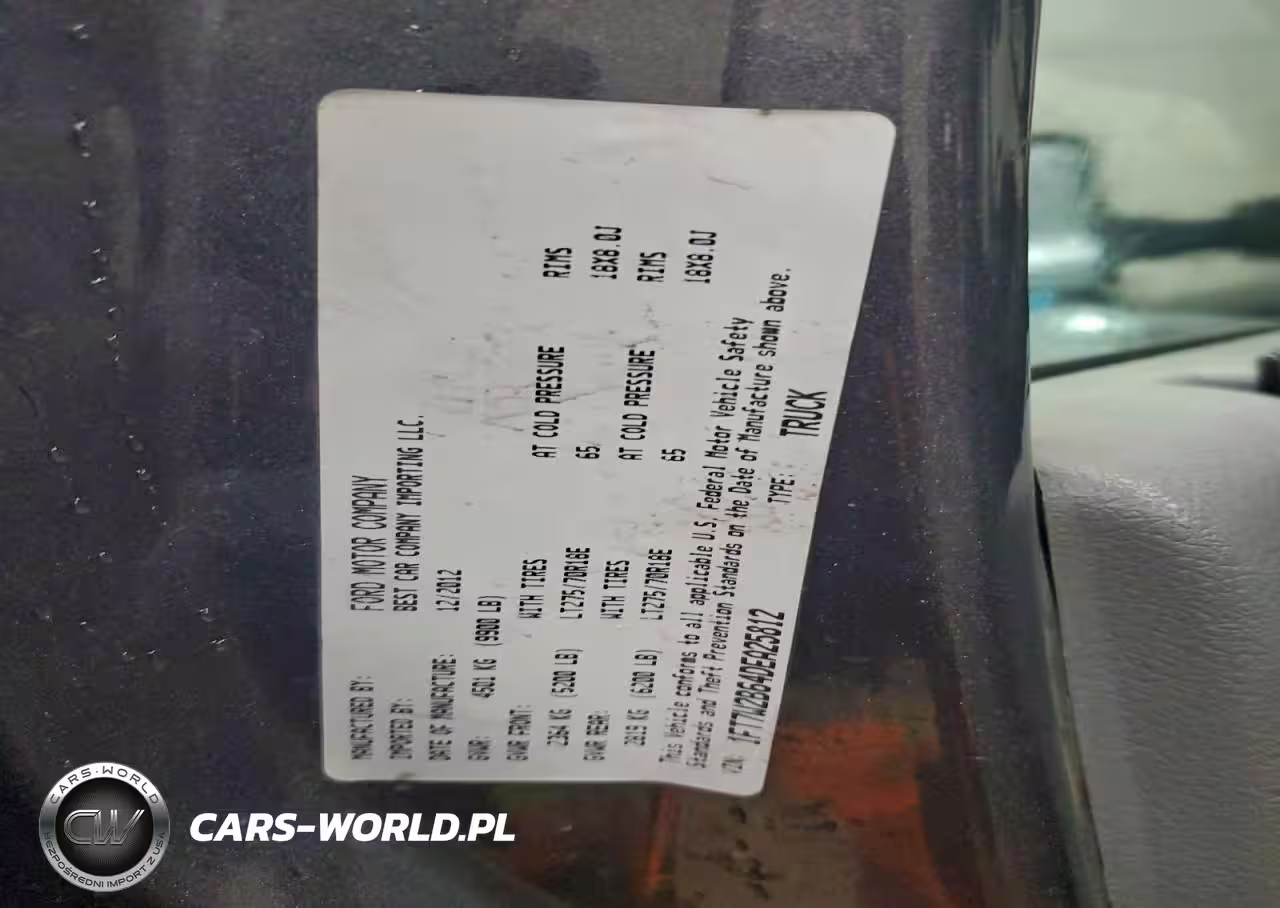 MANUFACTURED BY: FORD MOTOR COMPANY
IMPORTED BY: BEST CAR COMPANY IMPORTING LLC.
DATE OF MANUFACTURE: 12/2012
GVWR: 4501 KG (9900 LB)
GVWR FRONT: WITH TIRES AT COLD PRESSURE RIMS
2364 KG (5200 LB) LT275/70R18E 65 18X8.0J
GVWR REAR: WITH TIRES AT COLD PRESSURE RIMS
2819 KG (6200 LB) LT275/70R18E 65 18X8.0J
This Vehicle conforms to all applicable U.S. Federal Motor Vehicle Safety
Standards and Theft Prevention Standards on the Date of Manufacture shown above.
VIN: 1FT7W2B64DEA25812 TYPE: TRUCK
CARS-WORLD
CW
BEZPOŚREDNI IMPORT Z USA
CARS-WORLD.PL